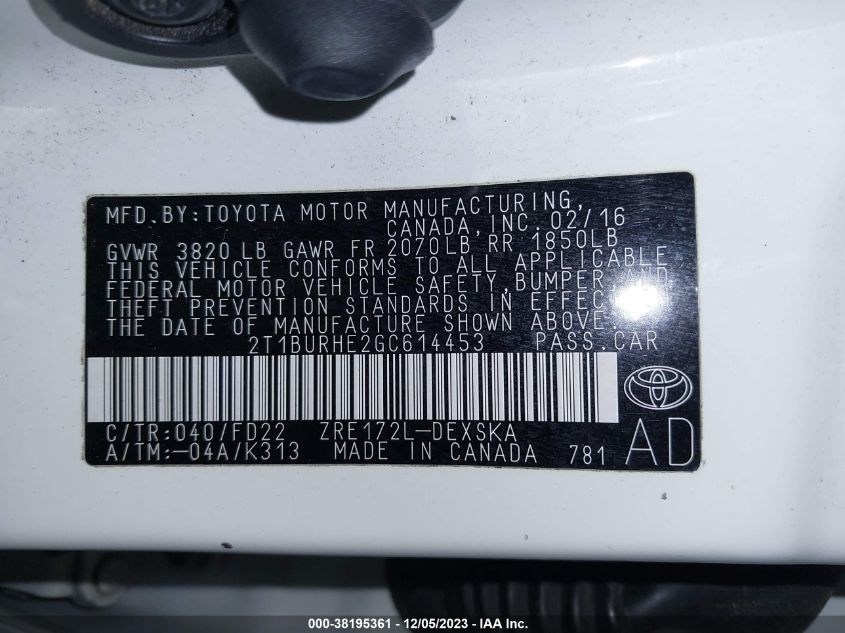 MFD.BY:TOYOTA MOTOR MANUFACTURING,
CANADA,INC.02/16
GVWR 3820 LB GAWR FR 2070LB RR 1850LB
THIS VEHICLE CONFORMS TO ALL APPLICABLE
FEDERAL MOTOR VEHICLE SAFETY,BUMPER AND
THEFT PREVENTION STANDARDS IN EFFECT
THE DATE OF MANUFACTURE SHOWN ABOVE.
2T1BURHE2GC614453 PASS.CAR
C/TR:040/FD22 ZRE172L-DEXSKA
A/TM:-04A/K313 MADE IN CANADA 781
AD
000-38195361 - 12/05/2023 - © IAA Inc.